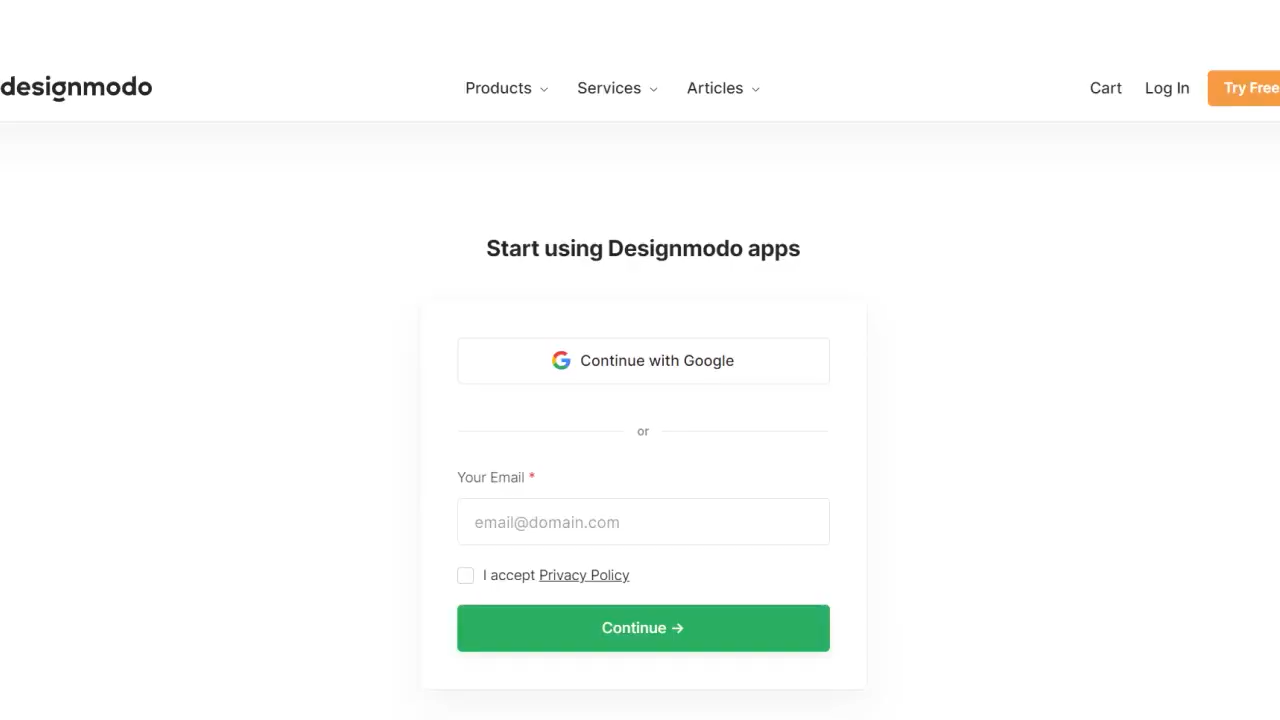 designmodo
Products Services Articles
Cart Log In Try Free
Start using Designmodo apps
Continue with Google
or
Your Email *
email@domain.com
I accept Privacy Policy
Continue →